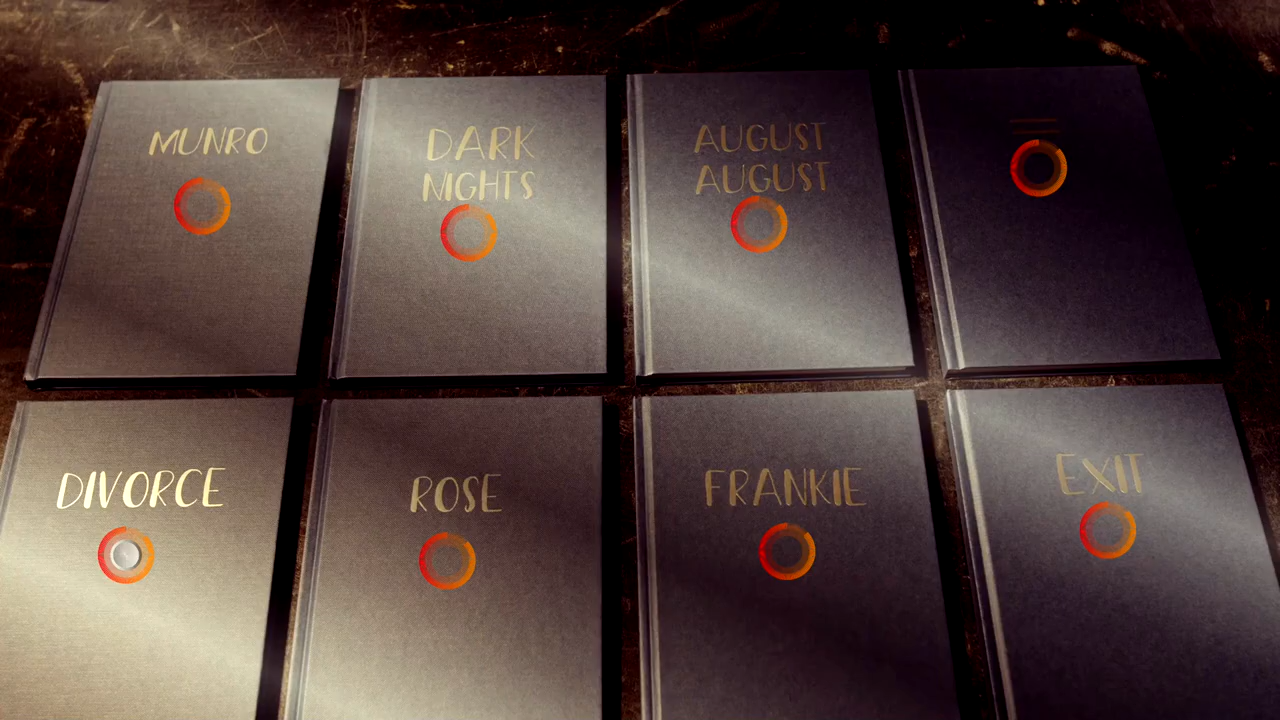 MUNRO
DARK
NIGHTS
AUGUST
AUGUST
DIVORCE
ROSE
FRANKIE
EXIT